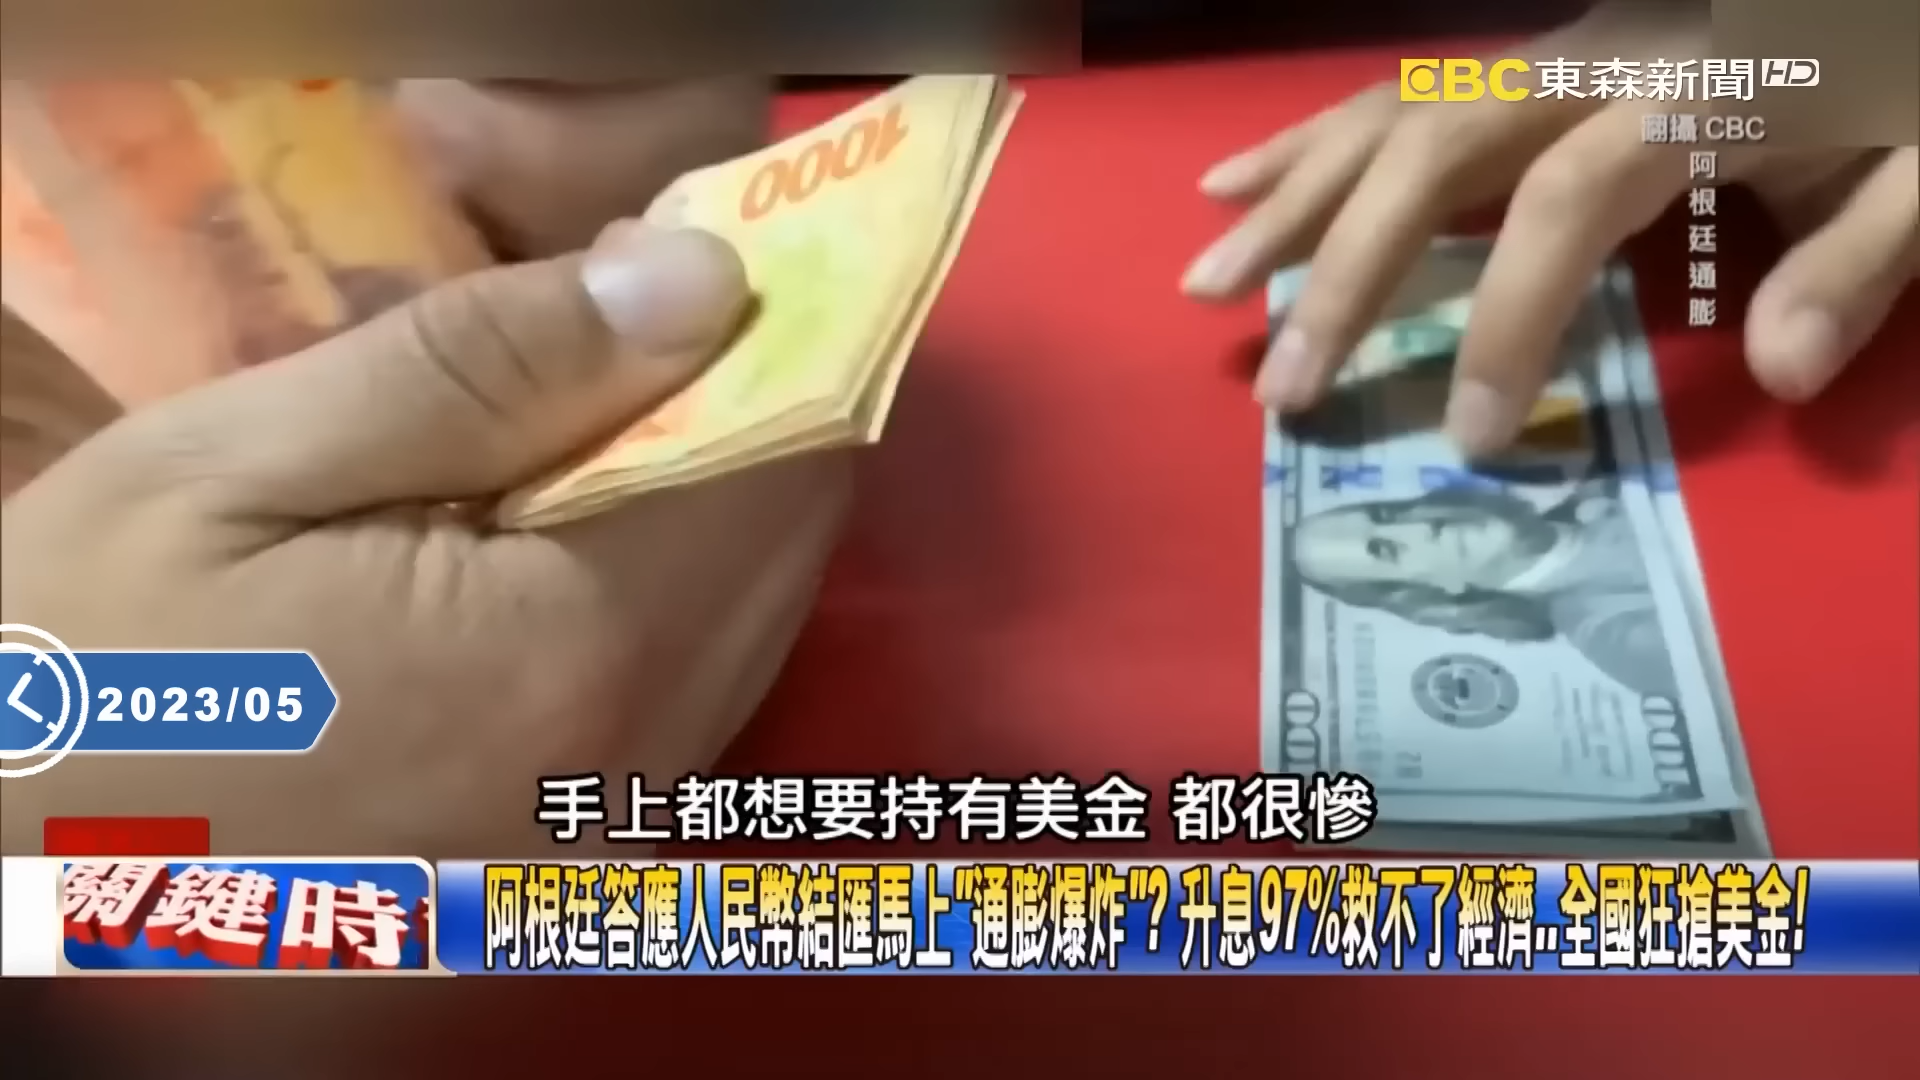 EBC東森新聞HD
翻攝 CBC
阿根廷通膨
1000
100
100
2023/05
手上都想要持有美金 都很慘
關鍵時
阿根廷答應人民幣結匯馬上"通膨爆炸"? 升息97%救不了經濟..全國狂搶美金!